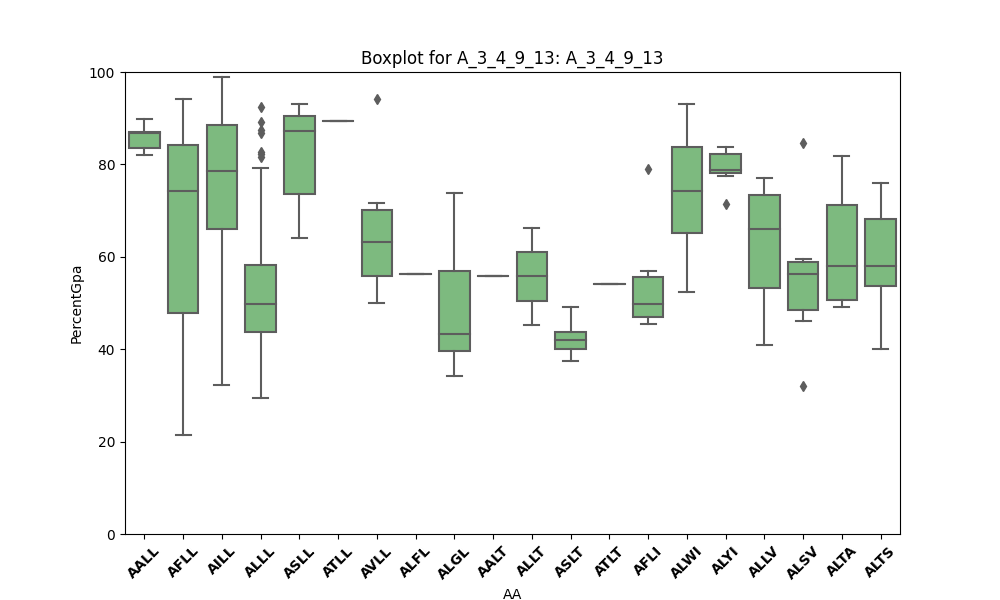 Boxplot for A_3_4_9_13: A_3_4_9_13
100
80
60
40
20
0
PercentGpa
AALL AFLL AILL ALLL ASLL ATLL AVLL ALFL ALGL AALT ALLT ASLT ATLT AFLI ALWI ALYI ALLV ALSV ALTA ALTS
AA